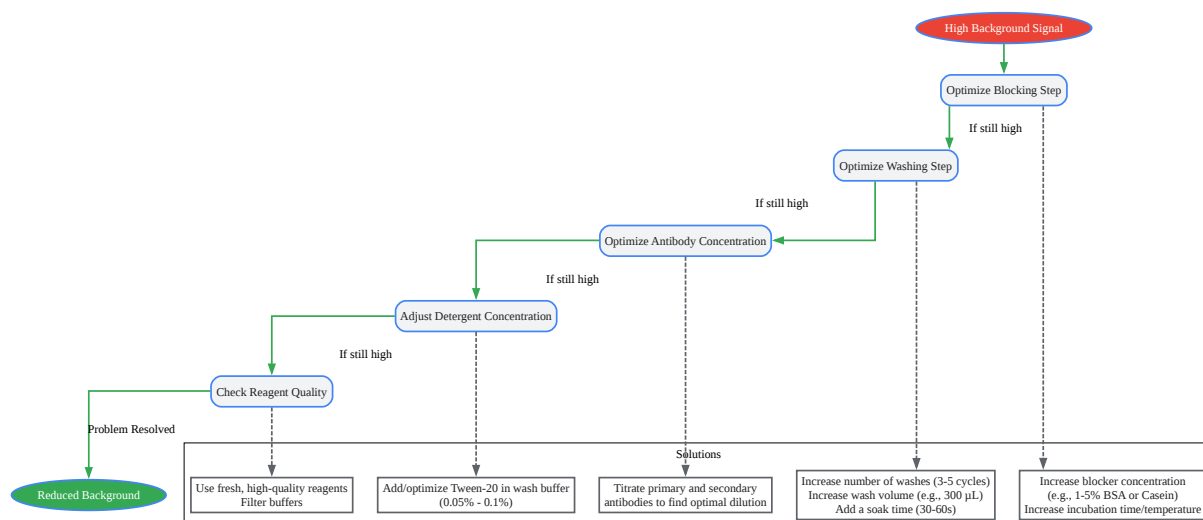 High Background Signal
Optimize Blocking Step
If still high
Optimize Washing Step
If still high
Optimize Antibody Concentration
If still high
Adjust Detergent Concentration
If still high
Check Reagent Quality
Problem Resolved
Solutions
Reduced Background
Use fresh, high-quality reagents
Filter buffers
Add/optimize Tween-20 in wash buffer
(0.05% - 0.1%)
Titrate primary and secondary
antibodies to find optimal dilution
Increase number of washes (3-5 cycles)
Increase wash volume (e.g., 300 µL)
Add a soak time (30-60s)
Increase blocker concentration
(e.g., 1-5% BSA or Casein)
Increase incubation time/temperature